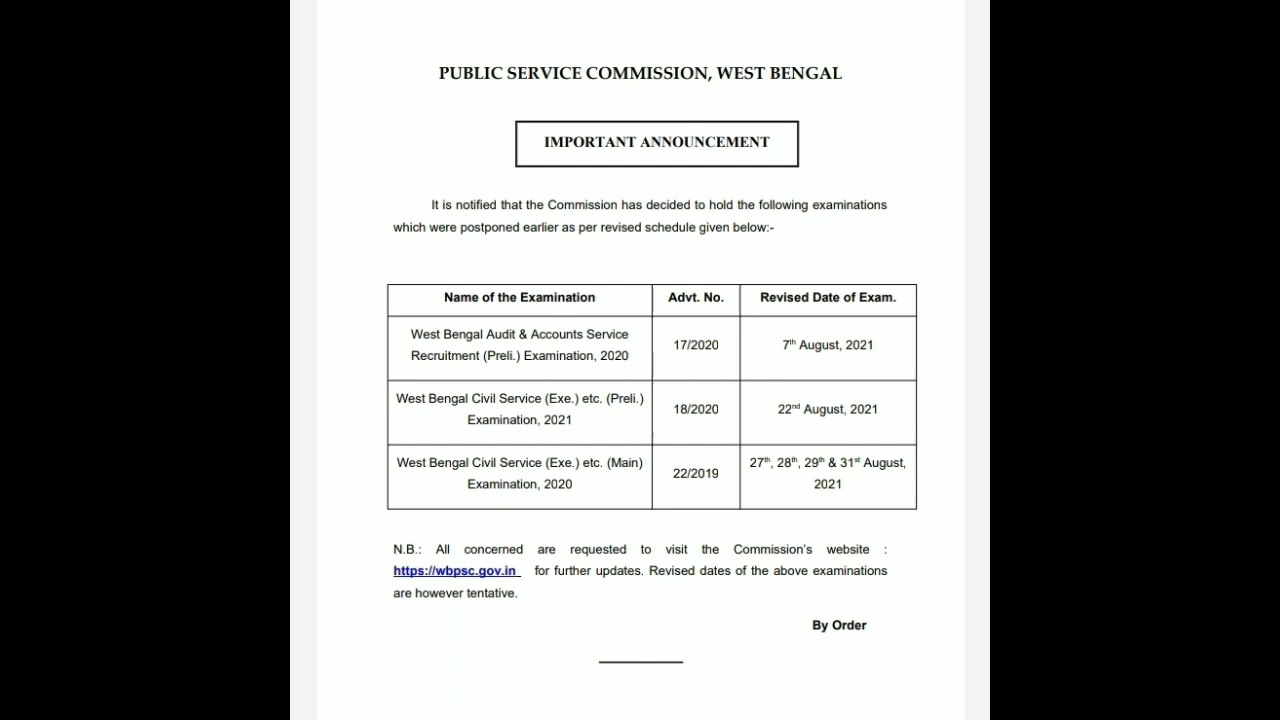 PUBLIC SERVICE COMMISSION, WEST BENGAL
IMPORTANT ANNOUNCEMENT
It is notified that the Commission has decided to hold the following examinations
which were postponed earlier as per revised schedule given below:-
Name of the Examination Advt. No. Revised Date of Exam.
West Bengal Audit & Accounts Service
Recruitment (Preli.) Examination, 2020
17/2020
7th August, 2021
West Bengal Civil Service (Exe.) etc. (Preli.)
Examination, 2021
18/2020
22nd August, 2021
West Bengal Civil Service (Exe.) etc. (Main)
Examination, 2020
22/2019
27th, 28th, 29th & 31st August,
2021
N.B.: All concerned are requested to visit the Commission's website :
https://wbpsc.gov.in for further updates. Revised dates of the above examinations
are however tentative.
By Order